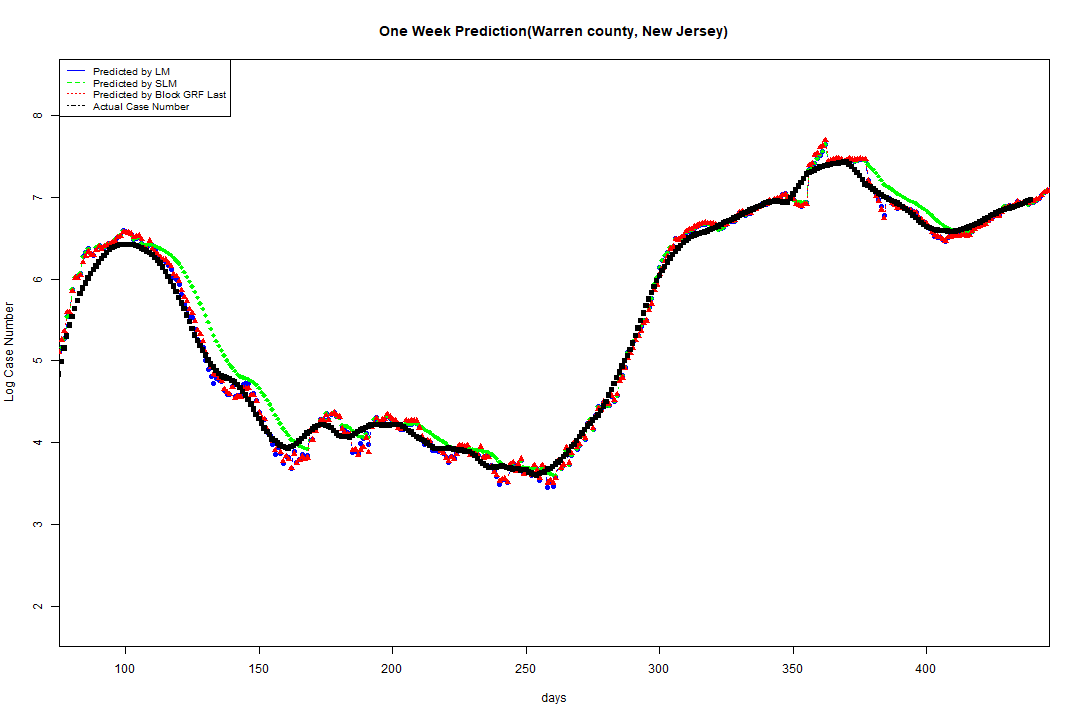 One Week Prediction(Warren county, New Jersey)
Predicted by LM
Predicted by SLM
Predicted by Block GRF Last
Actual Case Number
8
7
6
5
4
3
2
Log Case Number
100 150 200 250 300 350 400
days